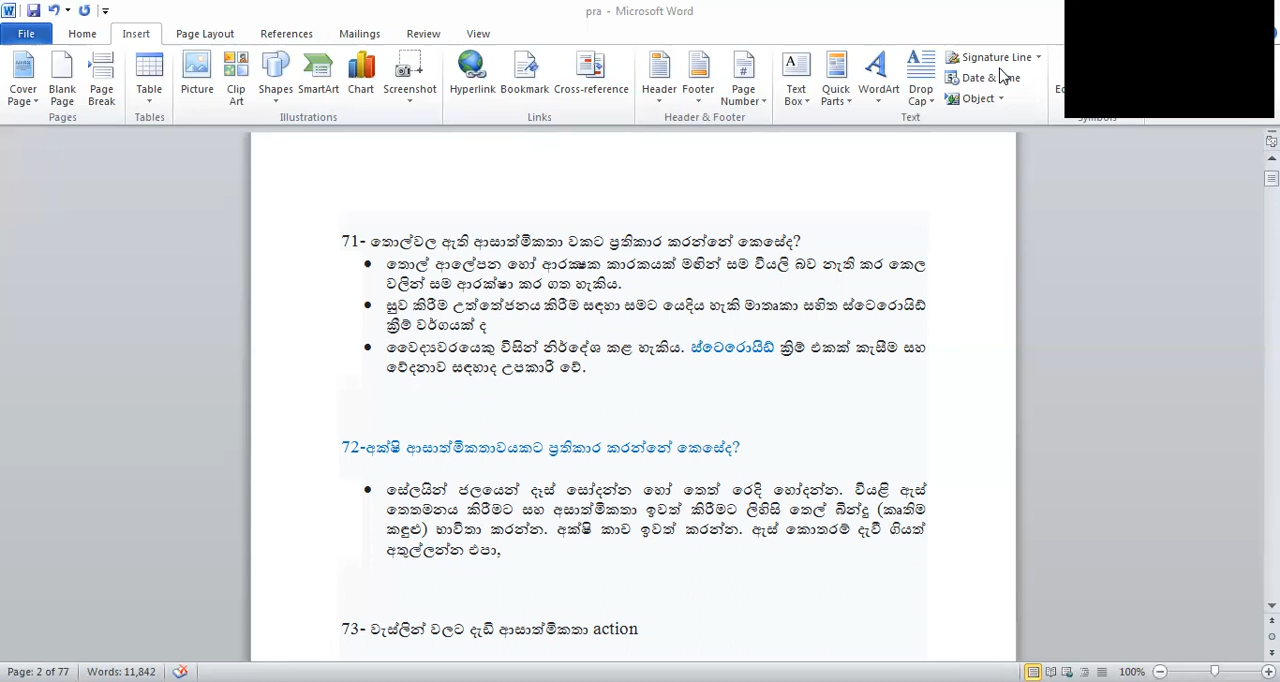 pra - Microsoft Word
File Home Insert Page Layout References Mailings Review View
Cover Page Blank Page Page Break Table Picture Clip Art Shapes SmartArt Chart Screenshot Hyperlink Bookmark Cross-reference Header Footer Page Number Text Box Quick Parts WordArt Drop Cap Signature Line
Date &
Object
Pages Tables Illustrations Links Header & Footer Text
71- තොල්වල ඇති ආසාත්මිකතා වකට ප්‍රතිකාර කරන්නේ කෙසේද?
• තොල් ආලේපන හෝ ආරක්‍ෂක කාරකයක් මඟින් සම වියලි බව නැති කර කෙල
වලින් සම ආරක්ෂා කර ගත හැකිය.
• සුව කිරීම උත්තේජනය කිරීම සඳහා සමට යෙදිය හැකි මාතෘකා සහිත ස්ටෙරොයිඩ්
ක්‍රීම් වර්ගයක් ද
• වෛද්‍යවරයෙකු විසින් නිර්දේශ කළ හැකිය. ස්ටෙරොයීඩ් ක්‍රිම් එකක් කැසීම සහ
වේදනාව සඳහාද උපකාරී වේ.
72-අක්ෂි ආසාත්මිකතාවයකට ප්‍රතිකාර කරන්නේ කෙසේද?
• සේලයින් ජලයෙන් දෑස් සෝදන්න හෝ තෙත් රෙදි හෝදන්න. වියළි ඇස්
තෙතමනය කිරීමට සහ අසාත්මිකතා ඉවත් කිරීමට ලිහිසි තෙල් බින්දු (කෘතිම
කඳුළු) භාවිතා කරන්න. අක්ෂි කාච ඉවත් කරන්න. ඇස් කොතරම් දැවී ගියත්
අතුල්ලන්න එපා,
73- වැස්ලින් වලට දැඩි ආසාත්මිකතා action
Page: 2 of 77 Words: 11,842 100%